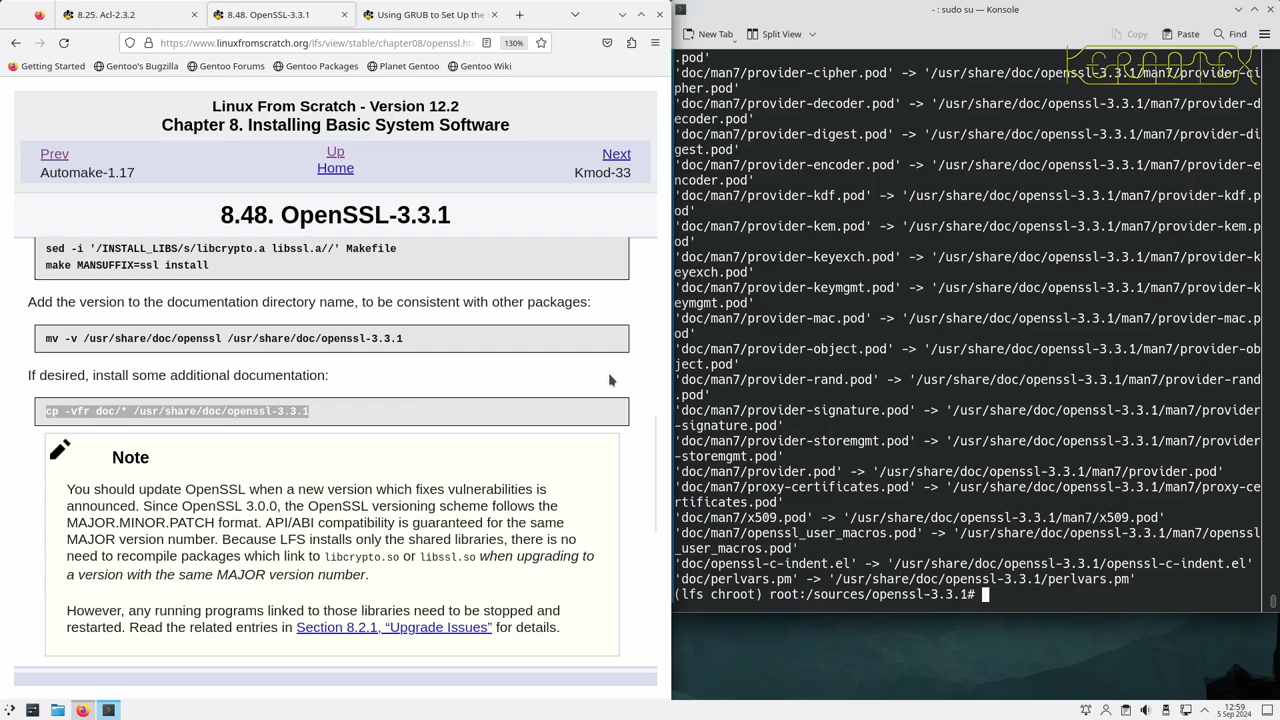 8.25. Acl-2.3.2
8.48. OpenSSL-3.3.1
Using GRUB to Set Up the
https://www.linuxfromscratch.org/lfs/view/stable/chapter08/openssl.ht
130%
Getting Started
Gentoo's Bugzilla
Gentoo Forums
Gentoo Packages
Planet Gentoo
Gentoo Wiki
Linux From Scratch - Version 12.2
Chapter 8. Installing Basic System Software
Prev
Up
Next
Automake-1.17
Home
Kmod-33
8.48. OpenSSL-3.3.1
sed -i '/INSTALL_LIBS/s/libcrypto.a libssl.a//' Makefile
make MANSUFFIX=ssl install
Add the version to the documentation directory name, to be consistent with other packages:
mv -v /usr/share/doc/openssl /usr/share/doc/openssl-3.3.1
If desired, install some additional documentation:
cp -vfr doc/* /usr/share/doc/openssl-3.3.1
Note
You should update OpenSSL when a new version which fixes vulnerabilities is
announced. Since OpenSSL 3.0.0, the OpenSSL versioning scheme follows the
MAJOR.MINOR.PATCH format. API/ABI compatibility is guaranteed for the same
MAJOR version number. Because LFS installs only the shared libraries, there is no
need to recompile packages which link to libcrypto.so or libssl.so when upgrading to
a version with the same MAJOR version number.
However, any running programs linked to those libraries need to be stopped and
restarted. Read the related entries in Section 8.2.1, “Upgrade Issues” for details.
- : sudo su — Konsole
New Tab
Split View
Copy
Paste
Find
KERNOTEX
.pod'
'doc/man7/provider-cipher.pod' -> '/usr/share/doc/openssl-3.3.1/man7/provider-ci
pher.pod'
'doc/man7/provider-decoder.pod' -> '/usr/share/doc/openssl-3.3.1/man7/provider-d
ecoder.pod'
'doc/man7/provider-digest.pod' -> '/usr/share/doc/openssl-3.3.1/man7/provider-di
gest.pod'
'doc/man7/provider-encoder.pod' -> '/usr/share/doc/openssl-3.3.1/man7/provider-e
ncoder.pod'
'doc/man7/provider-kdf.pod' -> '/usr/share/doc/openssl-3.3.1/man7/provider-kdf.p
od'
'doc/man7/provider-kem.pod' -> '/usr/share/doc/openssl-3.3.1/man7/provider-kem.p
od'
'doc/man7/provider-keyexch.pod' -> '/usr/share/doc/openssl-3.3.1/man7/provider-k
eyexch.pod'
'doc/man7/provider-keymgmt.pod' -> '/usr/share/doc/openssl-3.3.1/man7/provider-k
eymgmt.pod'
'doc/man7/provider-mac.pod' -> '/usr/share/doc/openssl-3.3.1/man7/provider-mac.p
od'
'doc/man7/provider-object.pod' -> '/usr/share/doc/openssl-3.3.1/man7/provider-ob
ject.pod'
'doc/man7/provider-rand.pod' -> '/usr/share/doc/openssl-3.3.1/man7/provider-rand
.pod'
'doc/man7/provider-signature.pod' -> '/usr/share/doc/openssl-3.3.1/man7/provider
-signature.pod'
'doc/man7/provider-storemgmt.pod' -> '/usr/share/doc/openssl-3.3.1/man7/provider
-storemgmt.pod'
'doc/man7/provider.pod' -> '/usr/share/doc/openssl-3.3.1/man7/provider.pod'
'doc/man7/proxy-certificates.pod' -> '/usr/share/doc/openssl-3.3.1/man7/proxy-ce
rtificates.pod'
'doc/man7/x509.pod' -> '/usr/share/doc/openssl-3.3.1/man7/x509.pod'
'doc/man7/openssl_user_macros.pod' -> '/usr/share/doc/openssl-3.3.1/man7/openssl
_user_macros.pod'
'doc/openssl-c-indent.el' -> '/usr/share/doc/openssl-3.3.1/openssl-c-indent.el'
'doc/perlvars.pm' -> '/usr/share/doc/openssl-3.3.1/perlvars.pm'
(lfs chroot) root:/sources/openssl-3.3.1#
12:59
5 Sep 2024